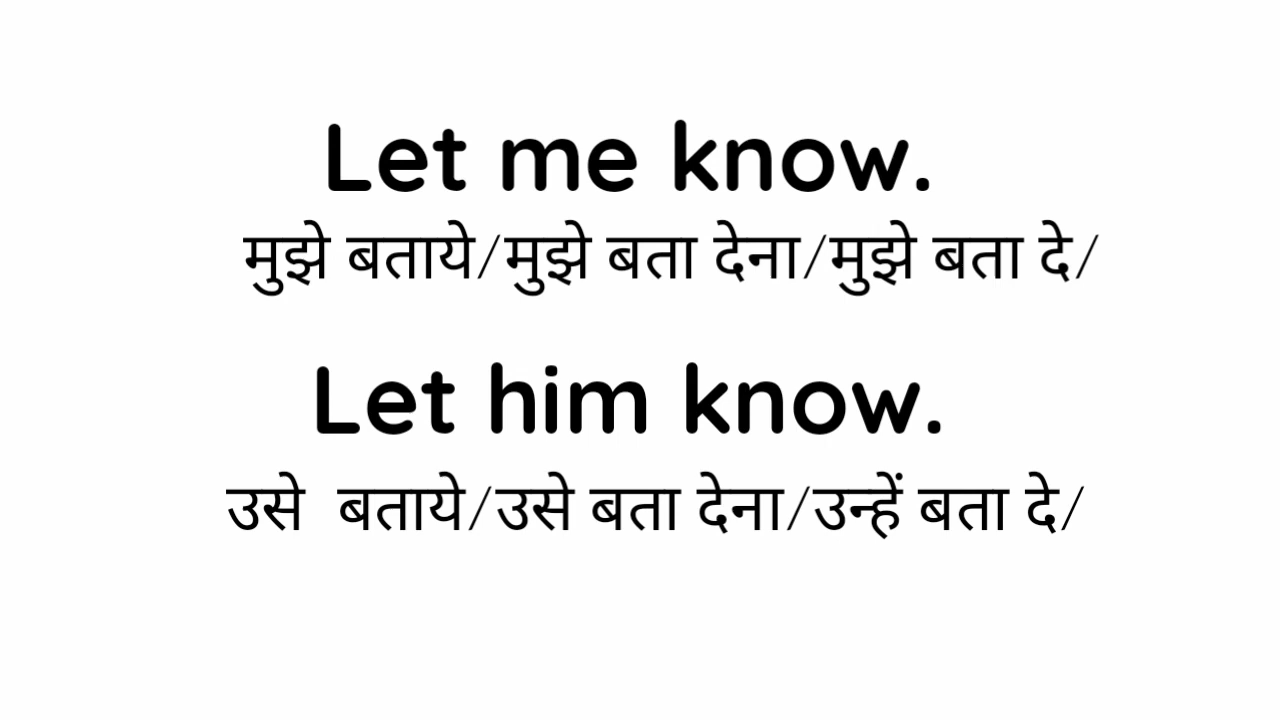 Let me know.
मुझे बताये/मुझे बता देना/मुझे बता दे/
Let him know.
उसे बताये/उसे बता देना/उन्हें बता दे/